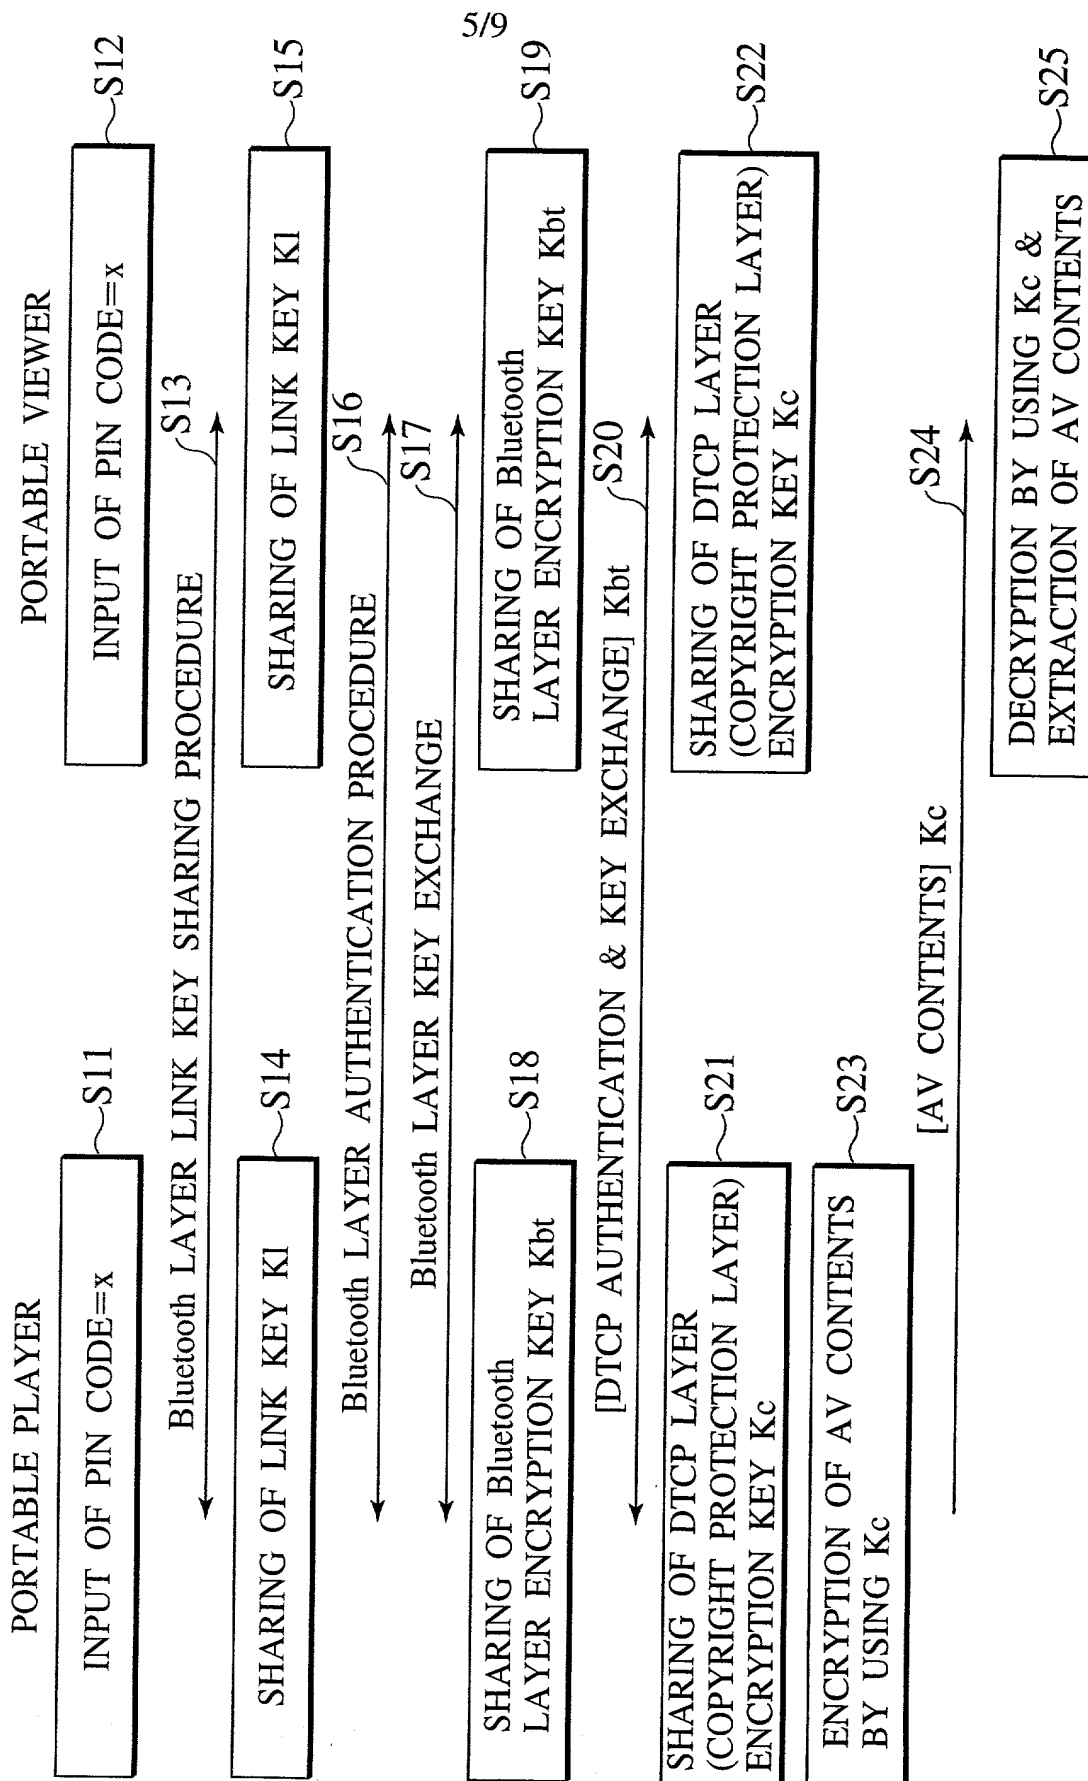 5/9
PORTABLE PLAYER
PORTABLE VIEWER
INPUT OF PIN CODE=x
S11
INPUT OF PIN CODE=x
S12
Bluetooth LAYER LINK KEY SHARING PROCEDURE
S13
SHARING OF LINK KEY Kl
S14
SHARING OF LINK KEY Kl
S15
Bluetooth LAYER AUTHENTICATION PROCEDURE
S16
Bluetooth LAYER KEY EXCHANGE
S17
SHARING OF Bluetooth
LAYER ENCRYPTION KEY Kbt
S18
SHARING OF Bluetooth
LAYER ENCRYPTION KEY Kbt
S19
[DTCP AUTHENTICATION & KEY EXCHANGE] Kbt
S20
SHARING OF DTCP LAYER
(COPYRIGHT PROTECTION LAYER)
ENCRYPTION KEY Kc
S21
SHARING OF DTCP LAYER
(COPYRIGHT PROTECTION LAYER)
ENCRYPTION KEY Kc
S22
ENCRYPTION OF AV CONTENTS
BY USING Kc
S23
[AV CONTENTS] Kc
S24
DECRYPTION BY USING Kc &
EXTRACTION OF AV CONTENTS
S25